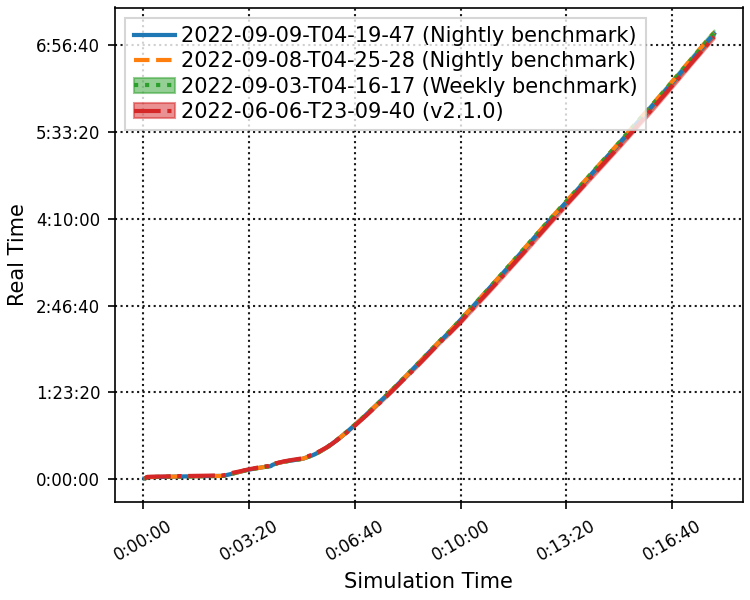 2022-09-09-T04-19-47 (Nightly benchmark)
2022-09-08-T04-25-28 (Nightly benchmark)
2022-09-03-T04-16-17 (Weekly benchmark)
2022-06-06-T23-09-40 (v2.1.0)
Real Time
6:56:40
5:33:20
4:10:00
2:46:40
1:23:20
0:00:00
0:00:00
0:03:20
0:06:40
0:10:00
0:13:20
0:16:40
Simulation Time